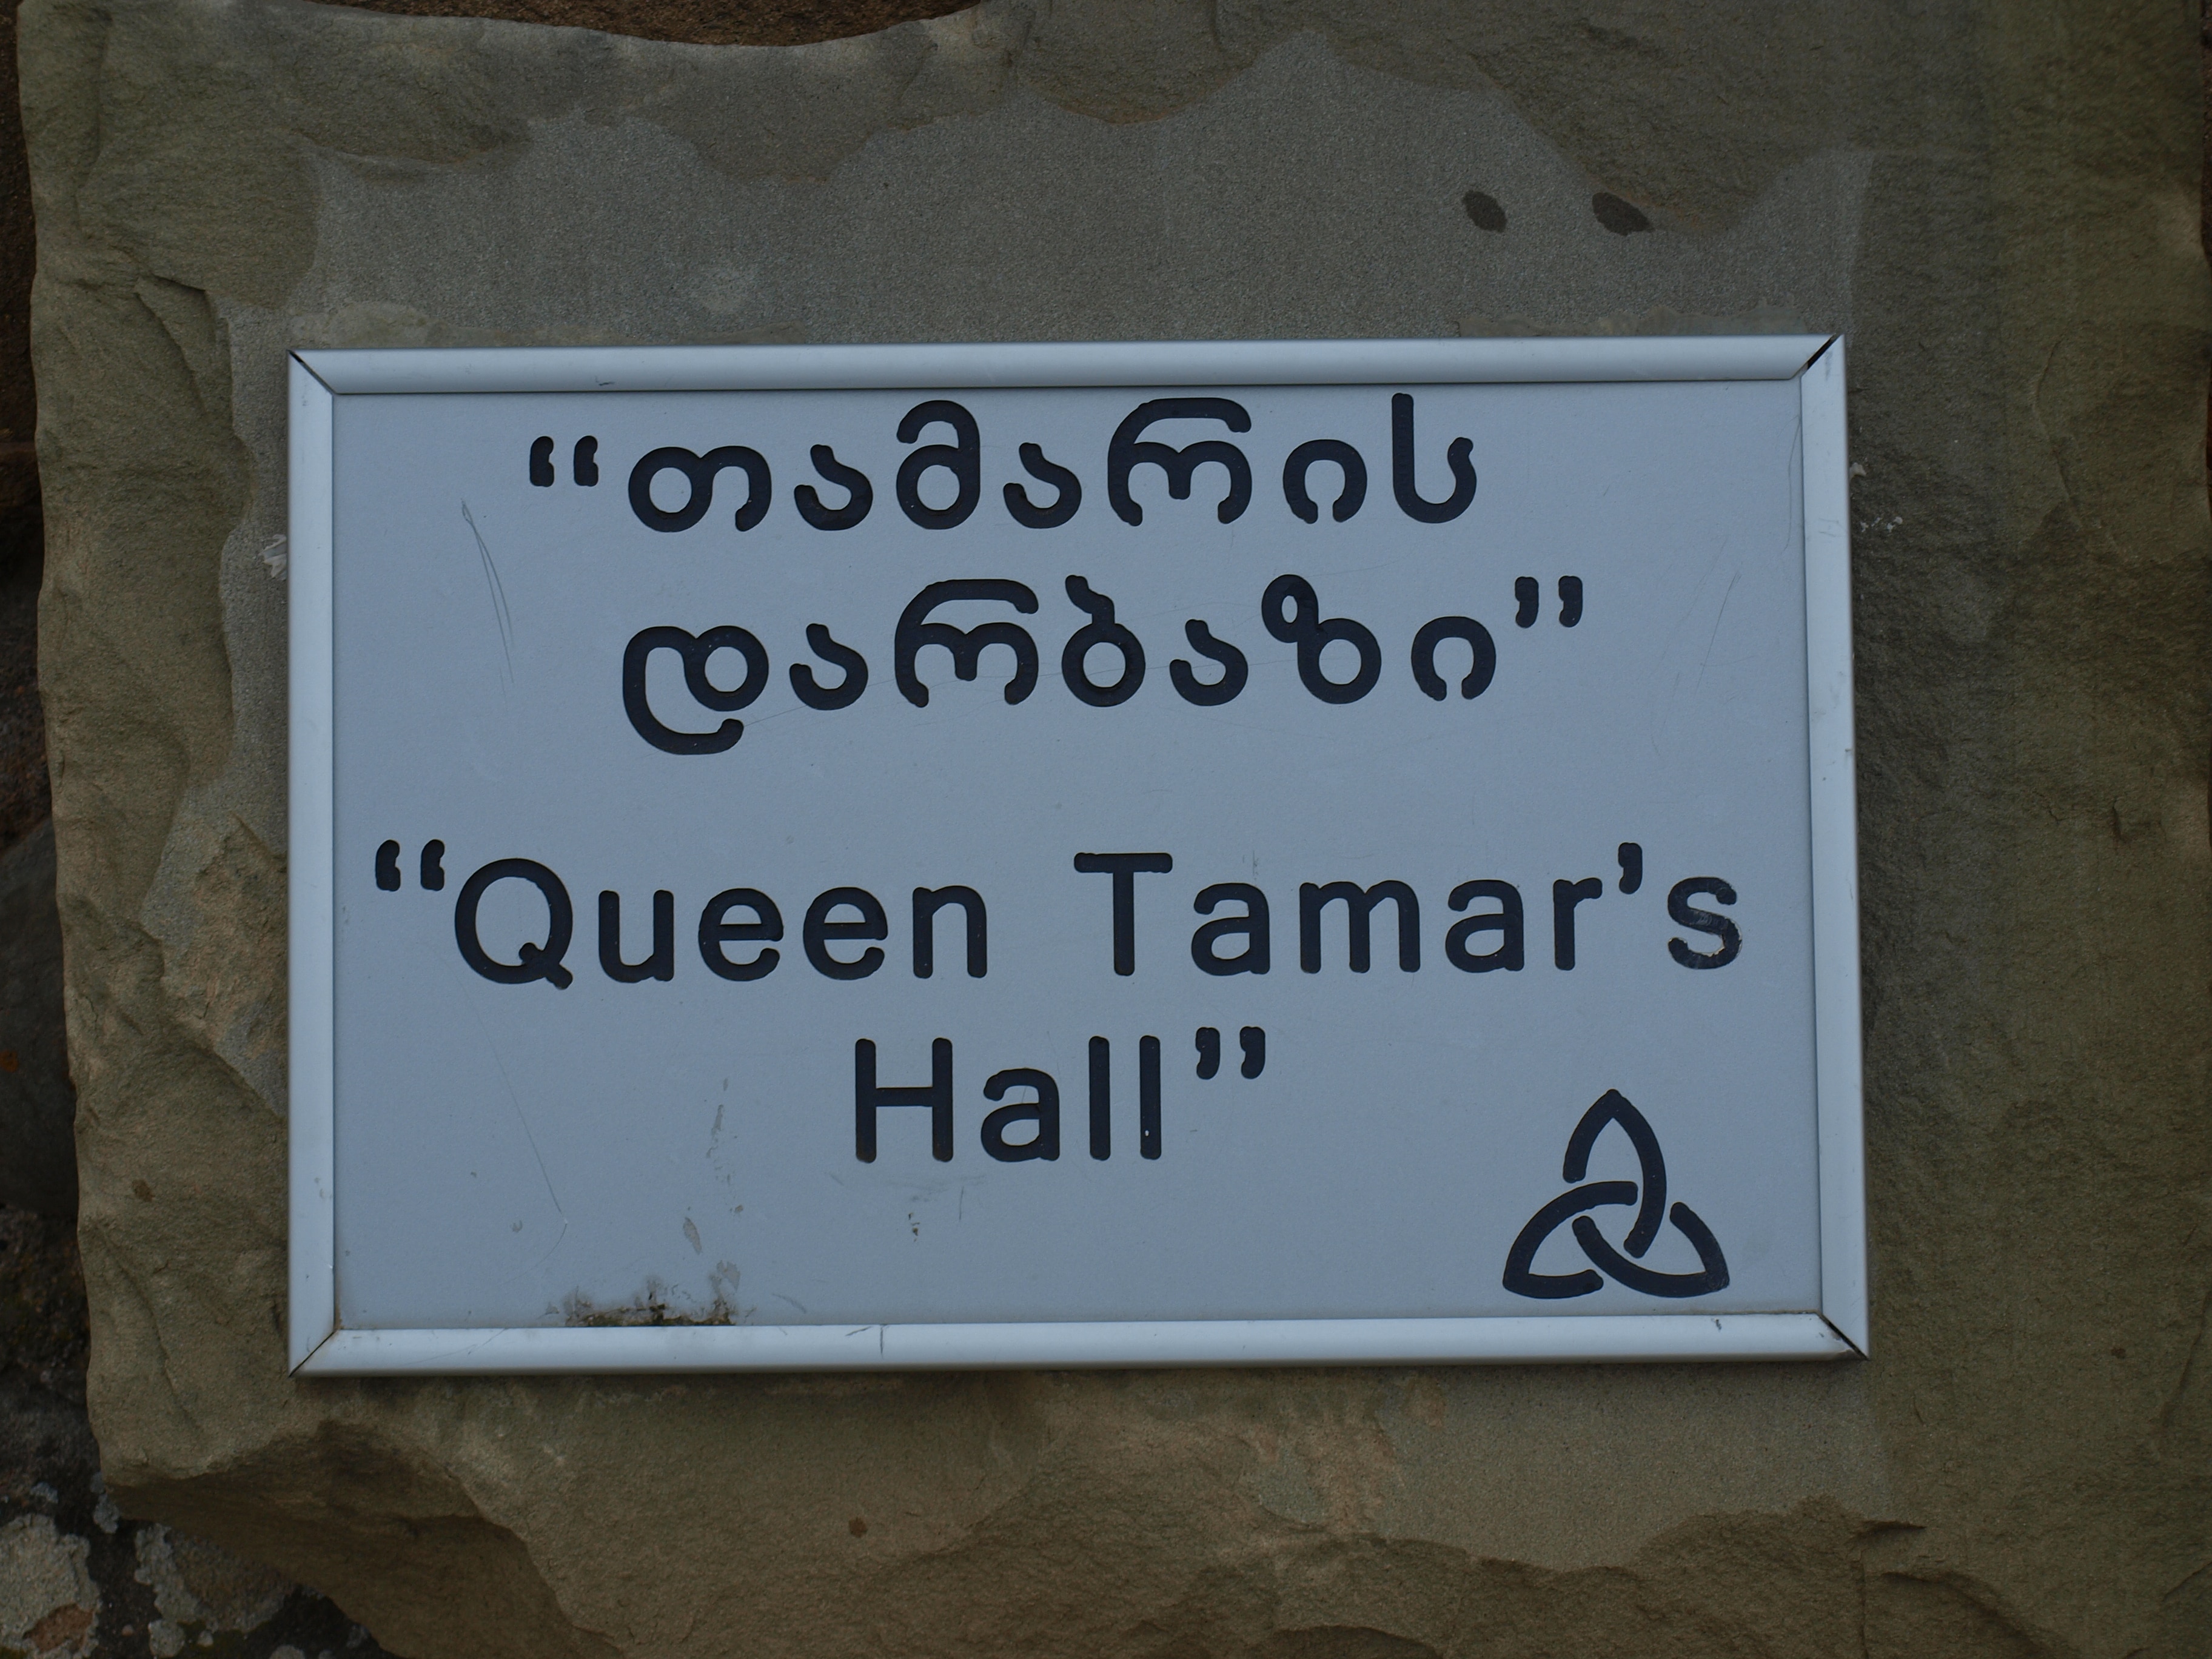 “თამარის
დარბაზი”
“Queen Tamar’s
Hall”